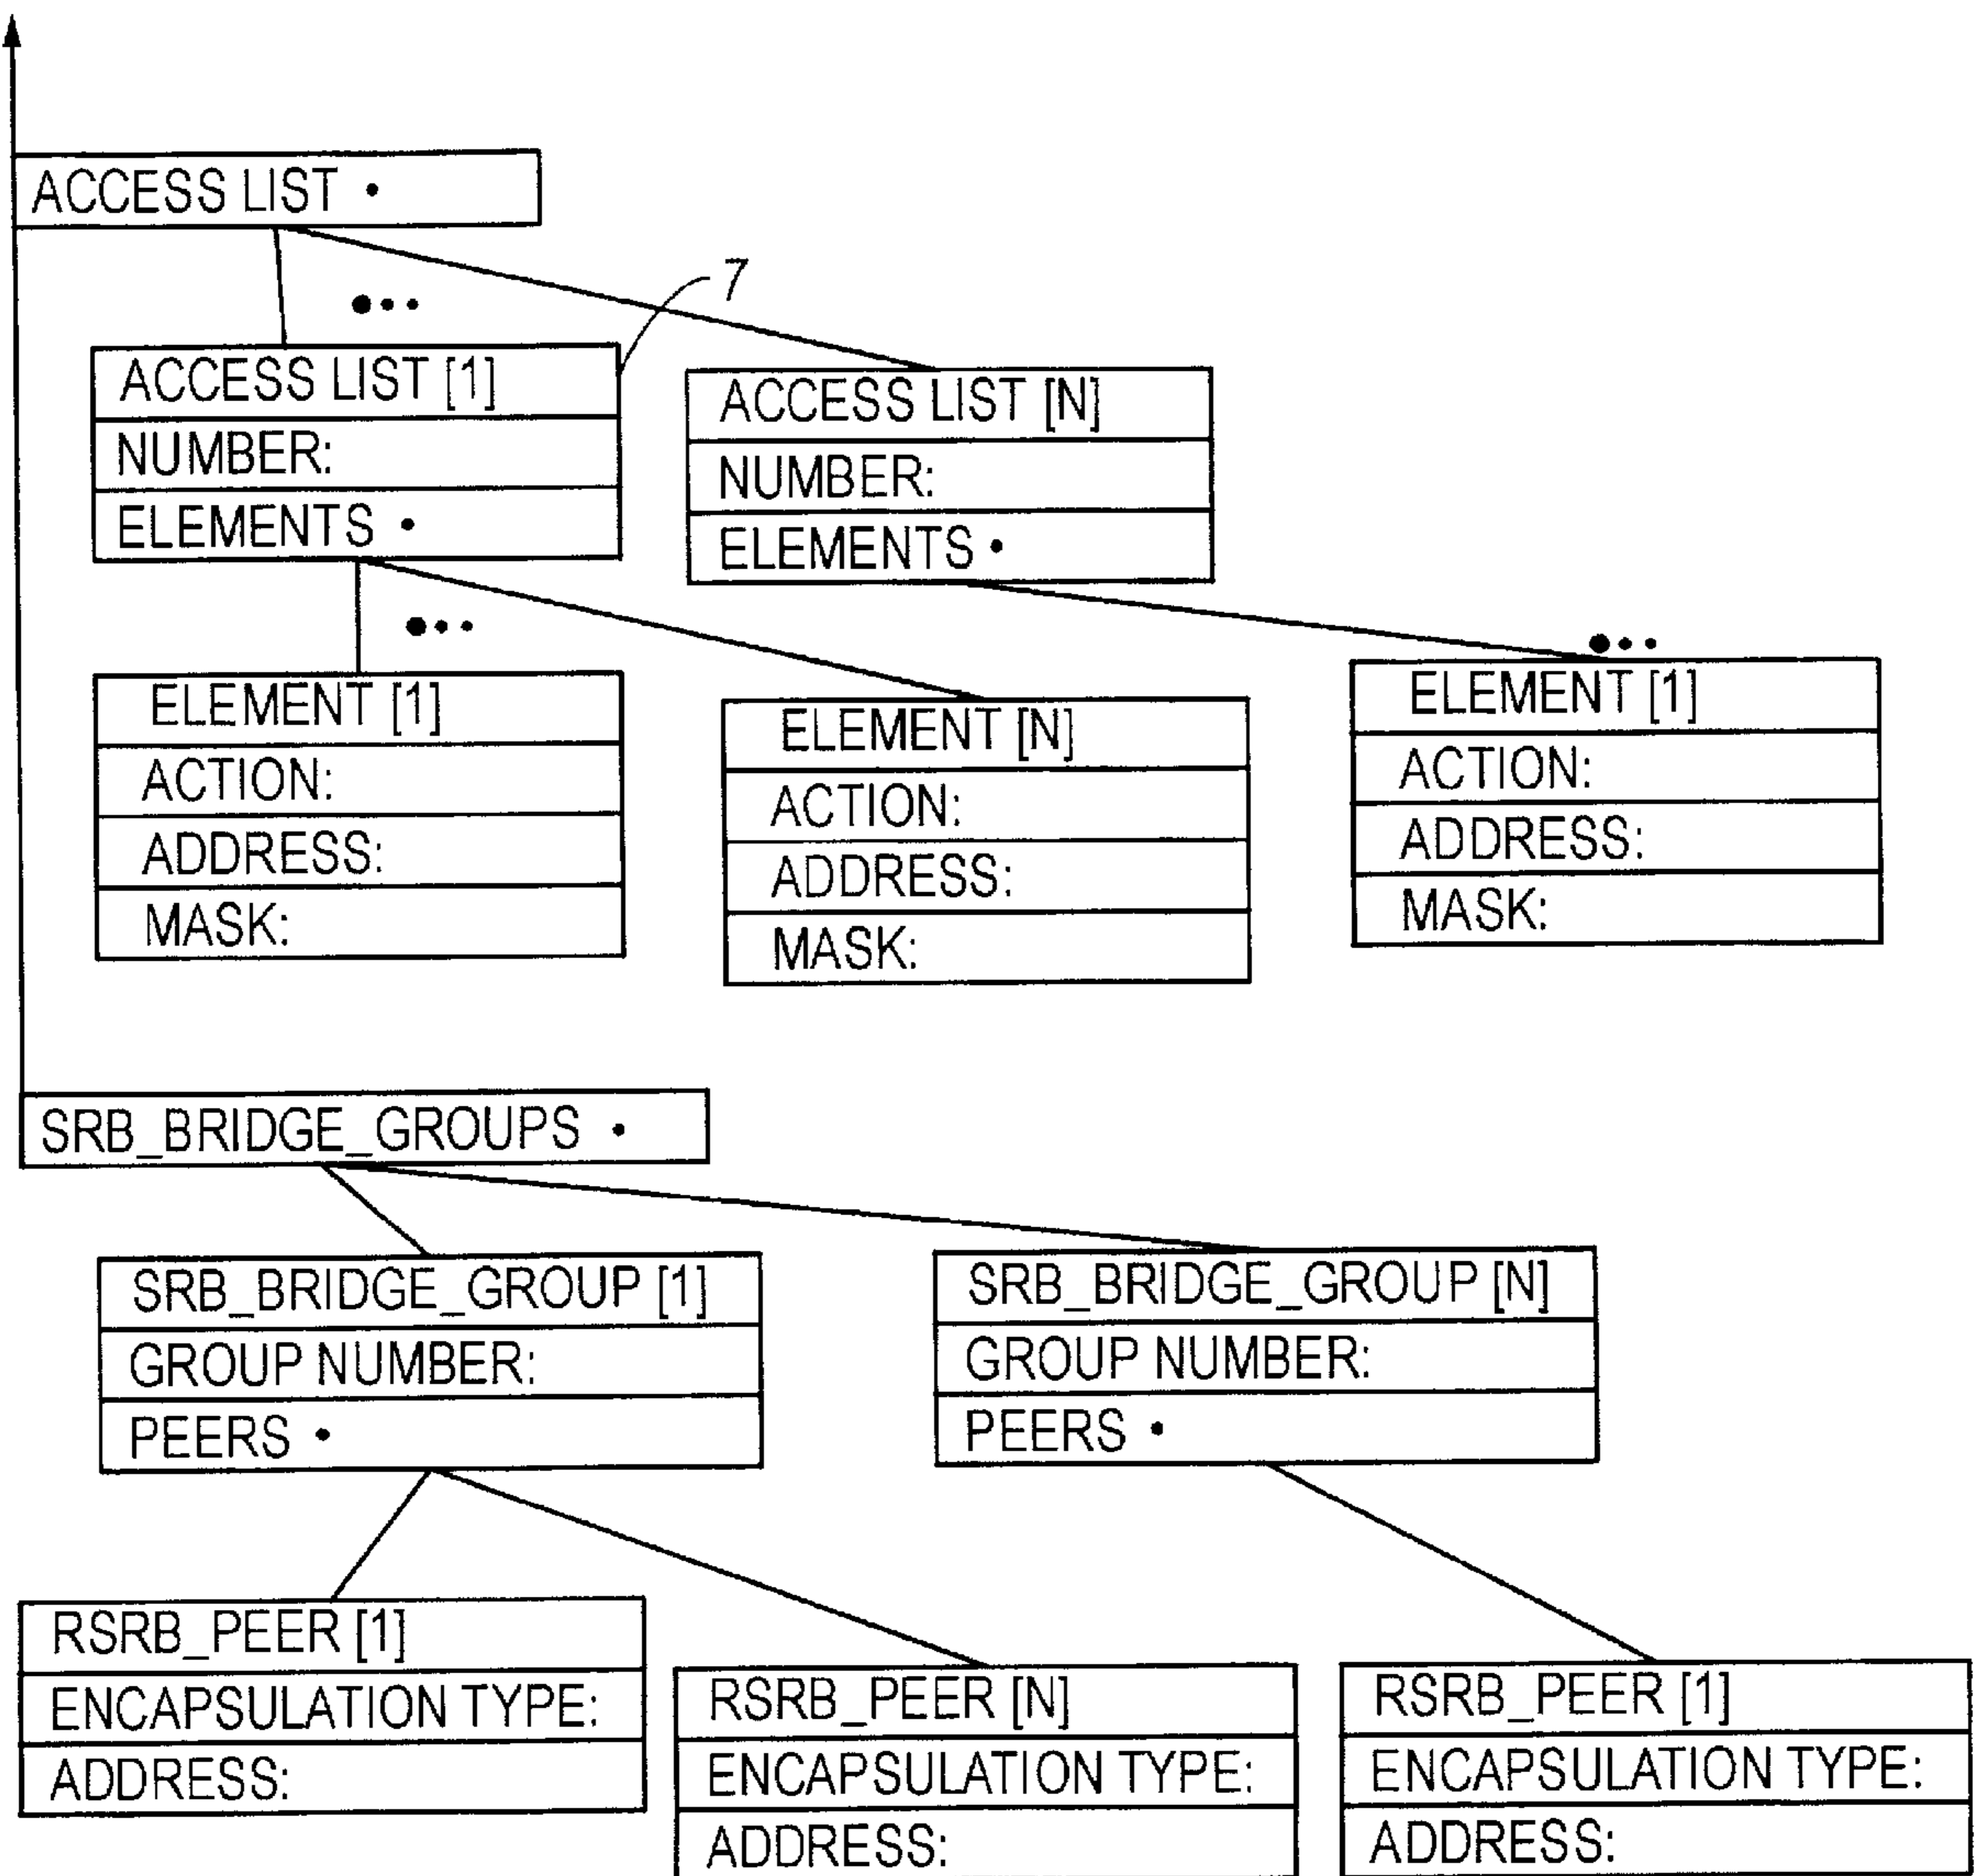 ACCESS LIST •
7
ACCESS LIST [1]
NUMBER:
ELEMENTS •
ACCESS LIST [N]
NUMBER:
ELEMENTS •
ELEMENT [1]
ACTION:
ADDRESS:
MASK:
ELEMENT [N]
ACTION:
ADDRESS:
MASK:
ELEMENT [1]
ACTION:
ADDRESS:
MASK:
SRB_BRIDGE_GROUPS •
SRB_BRIDGE_GROUP [1]
GROUP NUMBER:
PEERS •
SRB_BRIDGE_GROUP [N]
GROUP NUMBER:
PEERS •
RSRB_PEER [1]
ENCAPSULATION TYPE:
ADDRESS:
RSRB_PEER [N]
ENCAPSULATION TYPE:
ADDRESS:
RSRB_PEER [1]
ENCAPSULATION TYPE:
ADDRESS: